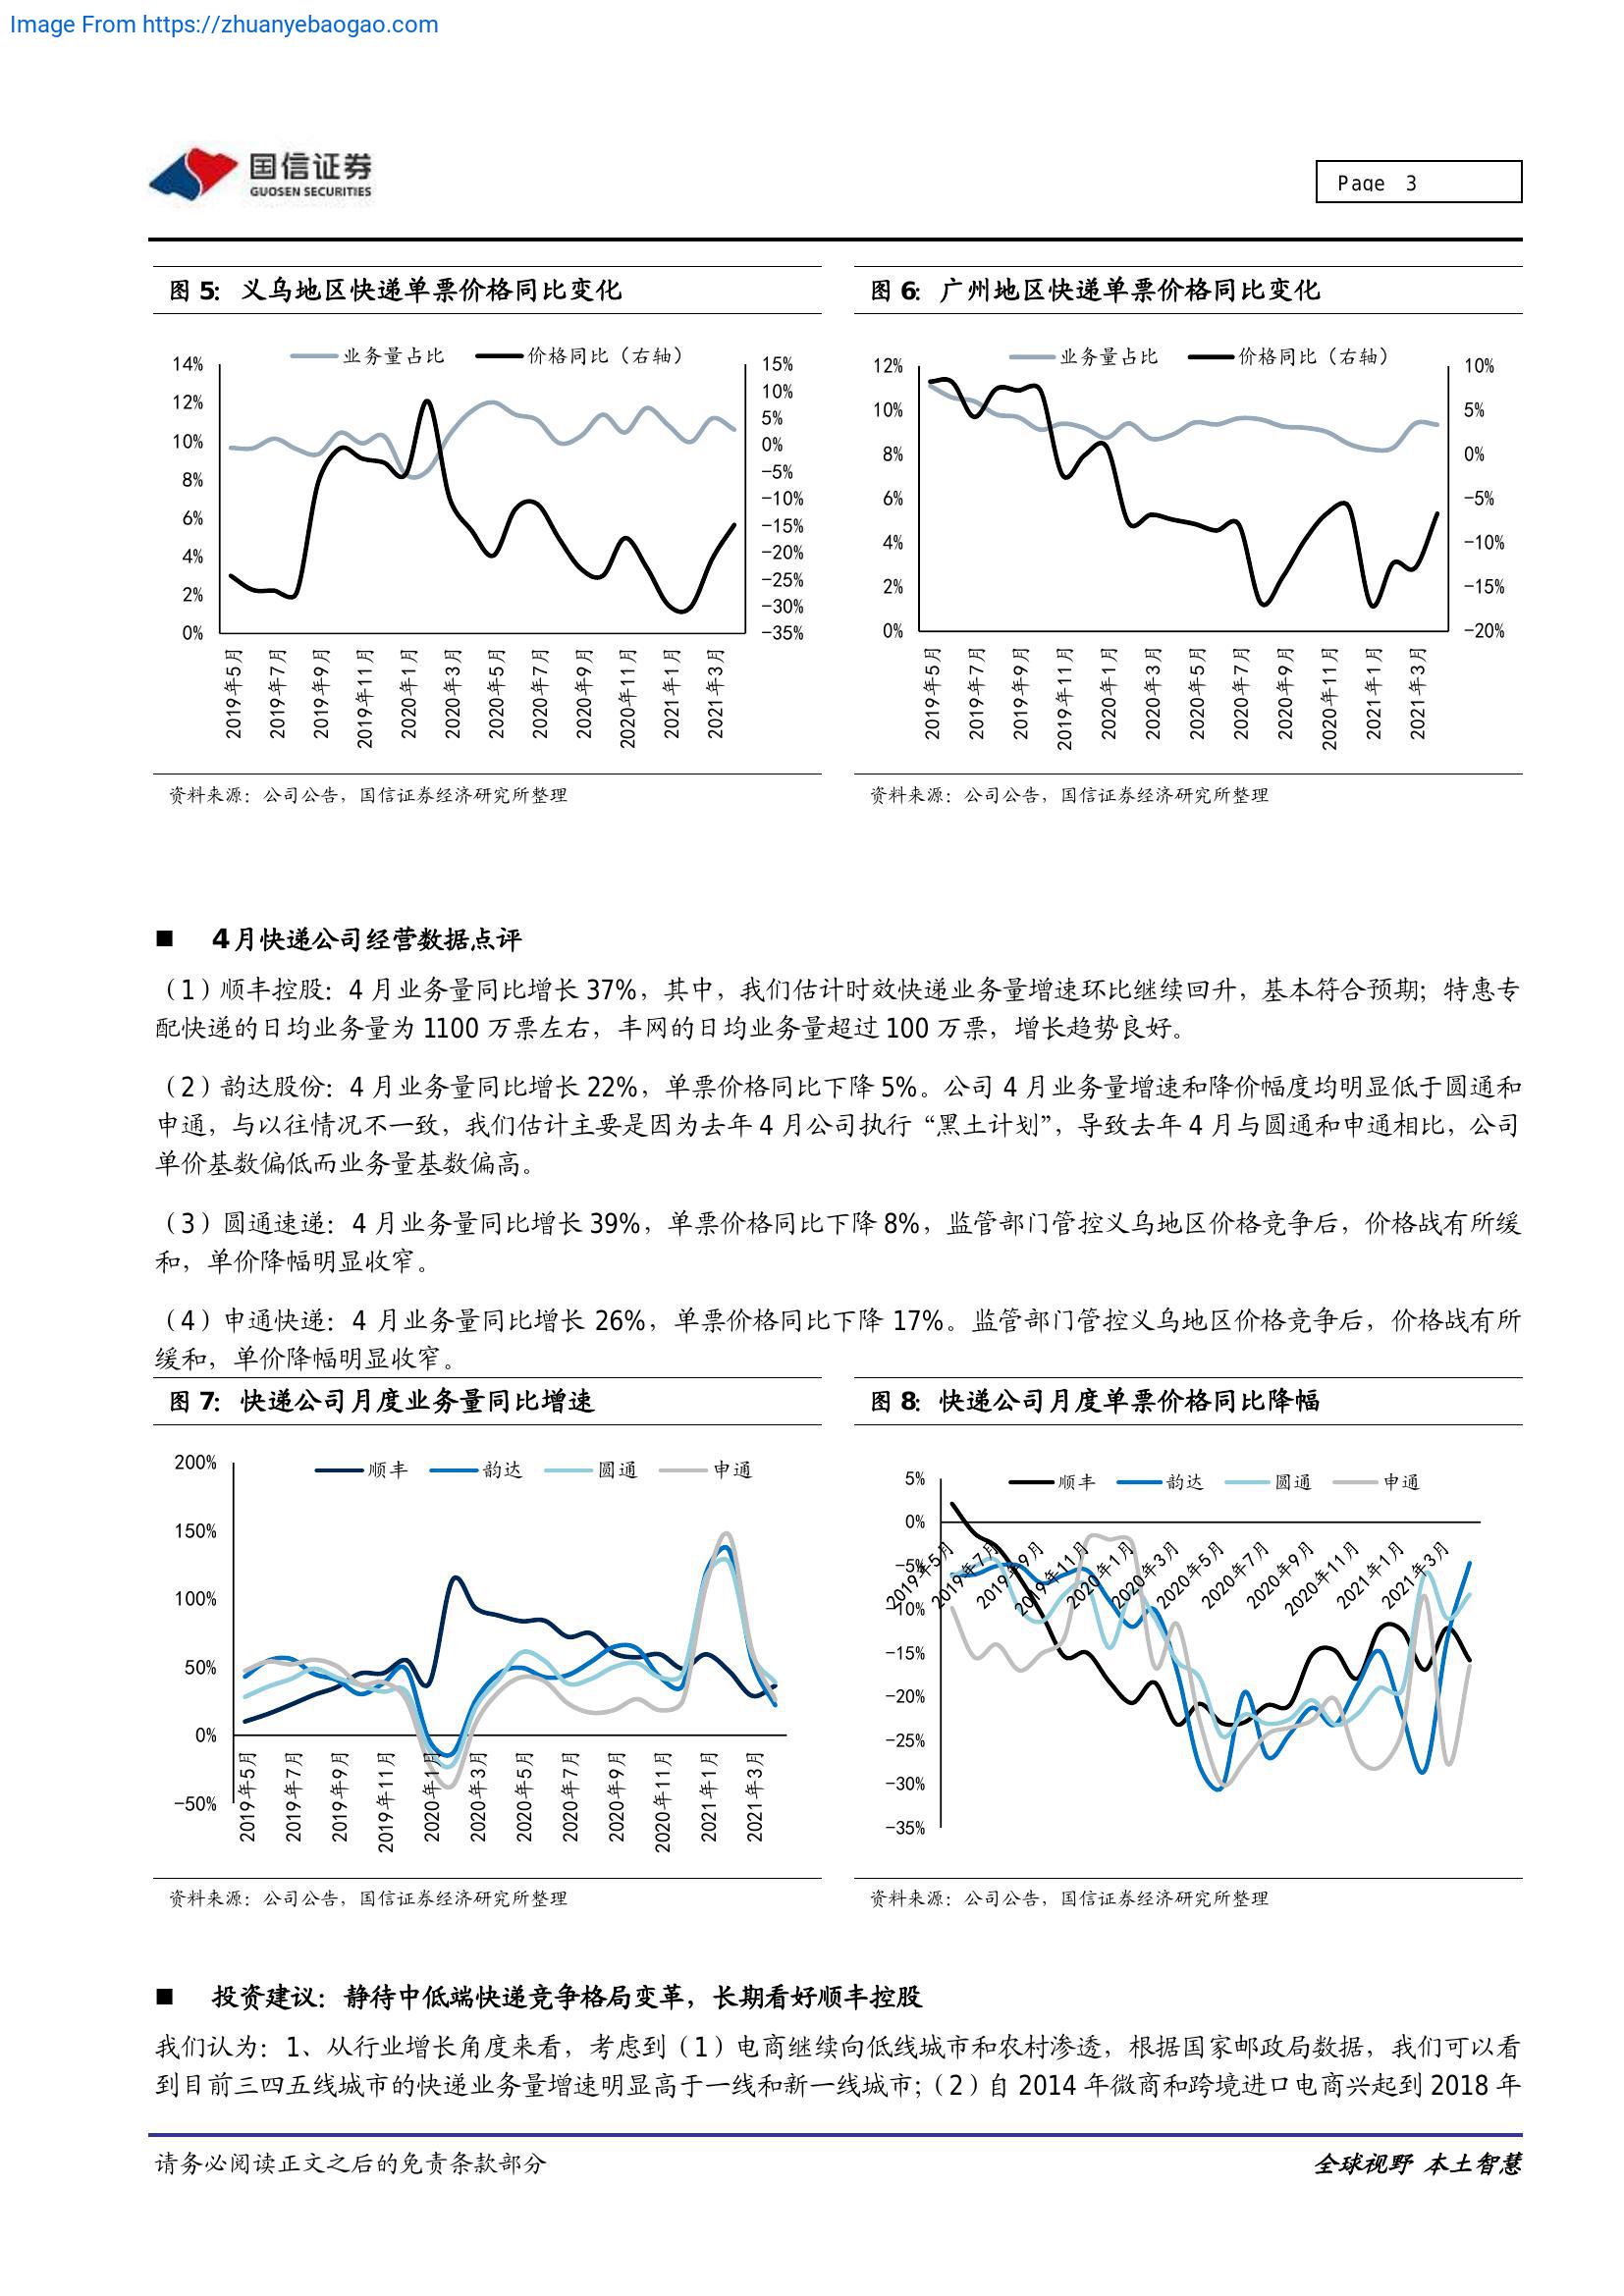 Image From https://zhuanyebaogao.com
国信证券
GUOSEN SECURITIES
Page 3
图 5：义乌地区快递单票价格同比变化
业务量占比 价格同比（右轴）
14%
12%
10%
8%
6%
4%
2%
0%
15%
10%
5%
0%
-5%
-10%
-15%
-20%
-25%
-30%
-35%
2019年5月 2019年7月 2019年9月 2019年11月 2020年1月 2020年3月 2020年5月 2020年7月 2020年9月 2020年11月 2021年1月 2021年3月
资料来源：公司公告，国信证券经济研究所整理
图 6：广州地区快递单票价格同比变化
业务量占比 价格同比（右轴）
12%
10%
8%
6%
4%
2%
0%
10%
5%
0%
-5%
-10%
-15%
-20%
2019年5月 2019年7月 2019年9月 2019年11月 2020年1月 2020年3月 2020年5月 2020年7月 2020年9月 2020年11月 2021年1月 2021年3月
资料来源：公司公告，国信证券经济研究所整理
■ 4月快递公司经营数据点评
（1）顺丰控股：4 月业务量同比增长 37%，其中，我们估计时效快递业务量增速环比继续回升，基本符合预期；特惠专
配快递的日均业务量为 1100 万票左右，丰网的日均业务量超过 100 万票，增长趋势良好。
（2）韵达股份：4 月业务量同比增长 22%，单票价格同比下降 5%。公司 4 月业务量增速和降价幅度均明显低于圆通和
申通，与以往情况不一致，我们估计主要是因为去年 4 月公司执行“黑土计划”，导致去年 4 月与圆通和申通相比，公司
单价基数偏低而业务量基数偏高。
（3）圆通速递：4 月业务量同比增长 39%，单票价格同比下降 8%，监管部门管控义乌地区价格竞争后，价格战有所缓
和，单价降幅明显收窄。
（4）申通快递：4 月业务量同比增长 26%，单票价格同比下降 17%。监管部门管控义乌地区价格竞争后，价格战有所
缓和，单价降幅明显收窄。
图 7：快递公司月度业务量同比增速
顺丰 韵达 圆通 申通
200%
150%
100%
50%
0%
-50%
2019年5月 2019年7月 2019年9月 2019年11月 2020年1月 2020年3月 2020年5月 2020年7月 2020年9月 2020年11月 2021年1月 2021年3月
资料来源：公司公告，国信证券经济研究所整理
图 8：快递公司月度单票价格同比降幅
顺丰 韵达 圆通 申通
5%
0%
-5%
-10%
-15%
-20%
-25%
-30%
-35%
2019年5月 2019年7月 2019年9月 2019年11月 2020年1月 2020年3月 2020年5月 2020年7月 2020年9月 2020年11月 2021年1月 2021年3月
资料来源：公司公告，国信证券经济研究所整理
■ 投资建议：静待中低端快递竞争格局变革，长期看好顺丰控股
我们认为：1、从行业增长角度来看，考虑到（1）电商继续向低线城市和农村渗透，根据国家邮政局数据，我们可以看
到目前三四五线城市的快递业务量增速明显高于一线和新一线城市；（2）自 2014 年微商和跨境进口电商兴起到 2018 年
请务必阅读正文之后的免责条款部分
全球视野 本土智慧